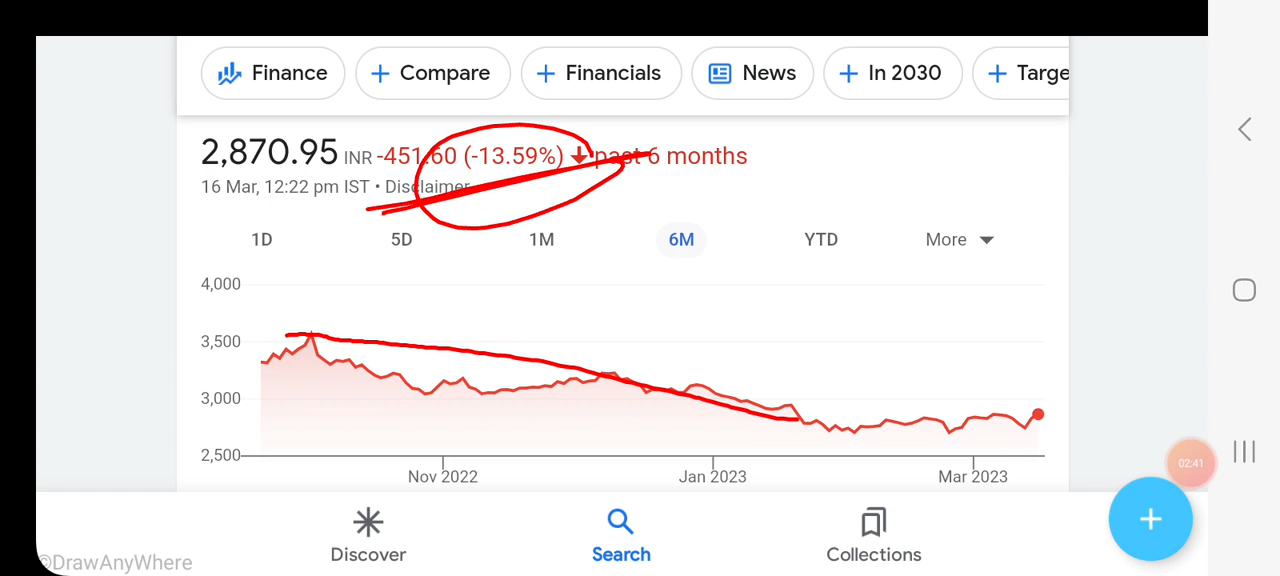 Finance
Compare
Financials
News
In 2030
Targe
2,870.95 INR -451.60 (-13.59%) past 6 months
16 Mar, 12:22 pm IST • Disclaimer
1D
5D
1M
6M
YTD
More
4,000
3,500
3,000
2,500
Nov 2022
Jan 2023
Mar 2023
02:41
Discover
Search
Collections
©DrawAnyWhere